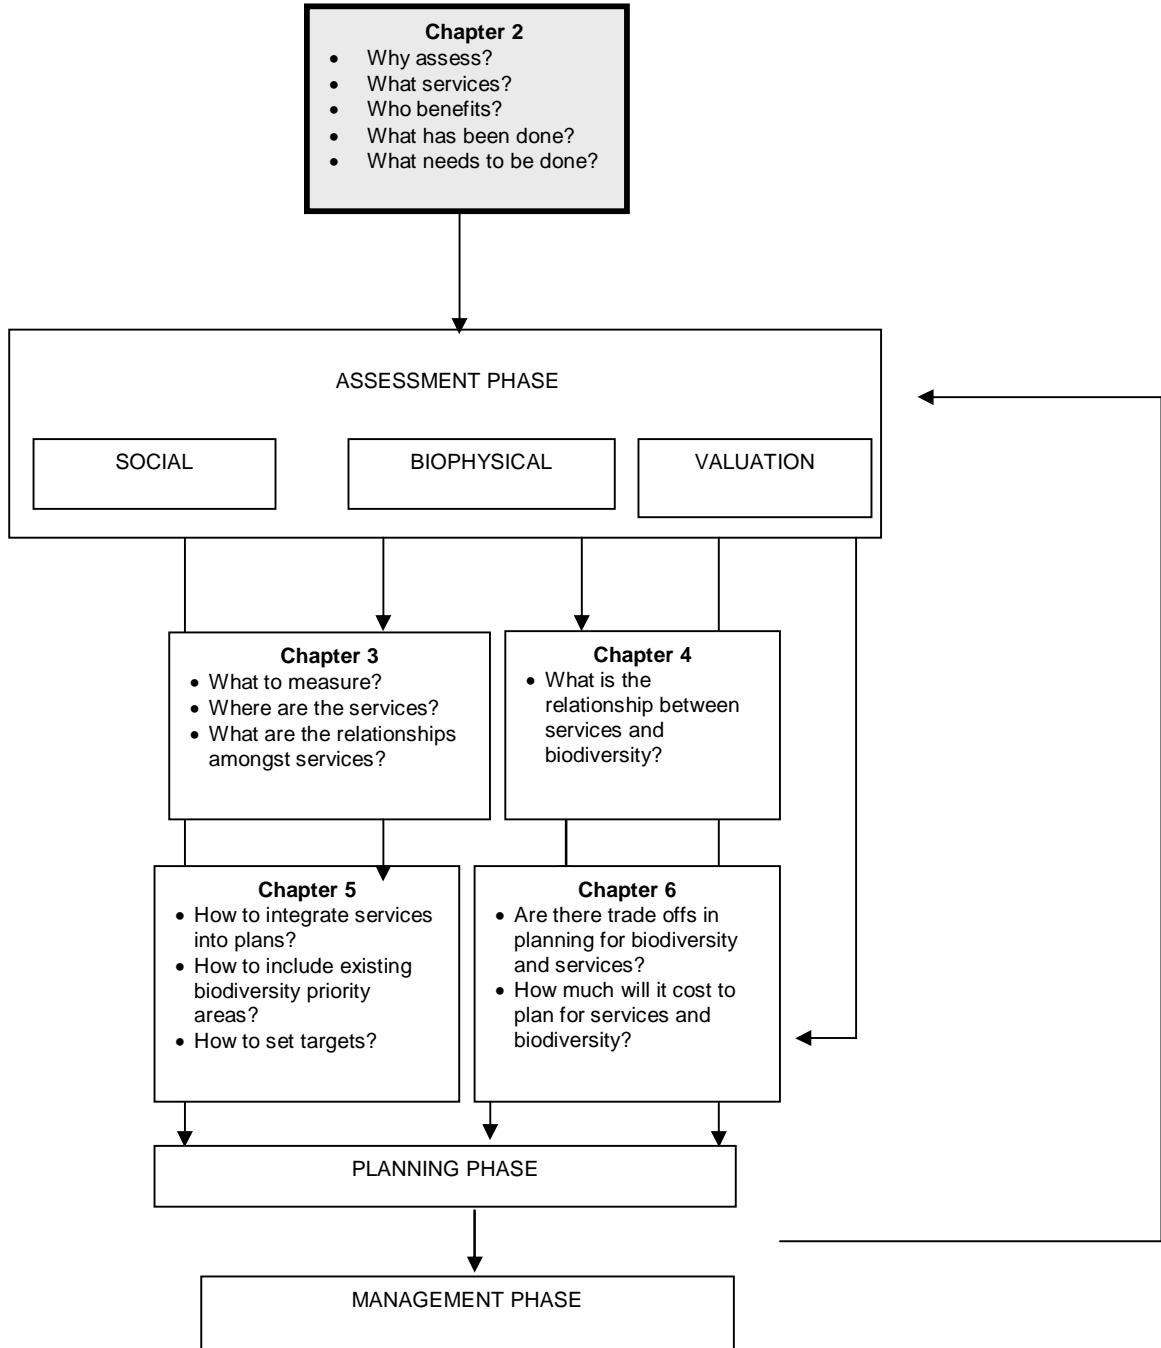 Chapter 2
• Why assess?
• What services?
• Who benefits?
• What has been done?
• What needs to be done?
ASSESSMENT PHASE
SOCIAL
BIOPHYSICAL
VALUATION
Chapter 3
• What to measure?
• Where are the services?
• What are the relationships
amongst services?
Chapter 4
• What is the
relationship between
services and
biodiversity?
Chapter 5
• How to integrate services
into plans?
• How to include existing
biodiversity priority
areas?
• How to set targets?
Chapter 6
• Are there trade offs in
planning for biodiversity
and services?
• How much will it cost to
plan for services and
biodiversity?
PLANNING PHASE
MANAGEMENT PHASE